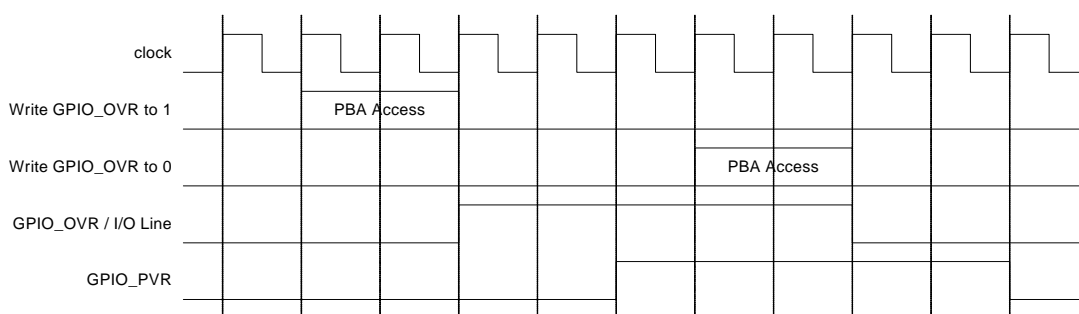 clock
Write GPIO_OVR to 1
PBA Access
Write GPIO_OVR to 0
PBA Access
GPIO_OVR / I/O Line
GPIO_PVR